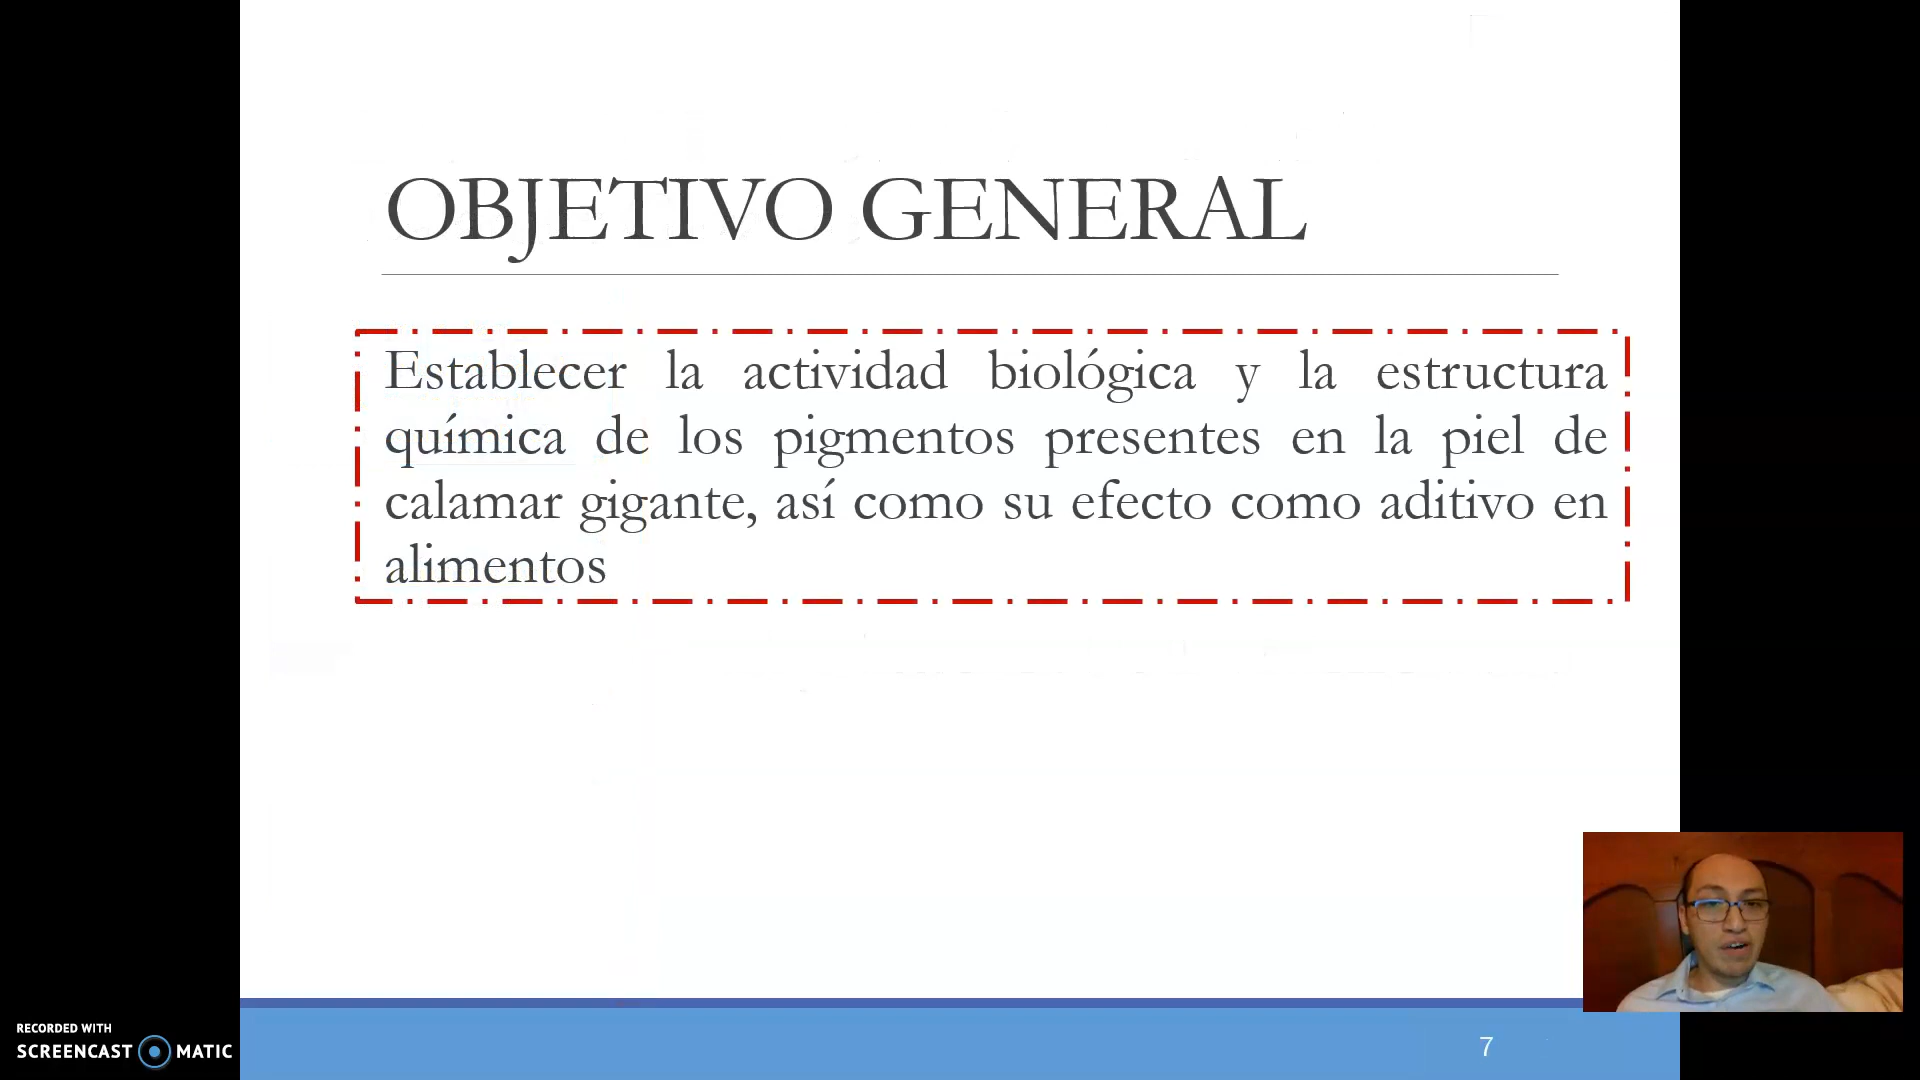 OBJETIVO GENERAL
Establecer la actividad biológica y la estructura
química de los pigmentos presentes en la piel de
calamar gigante, así como su efecto como aditivo en
alimentos
7
RECORDED WITH
SCREENCAST MATIC